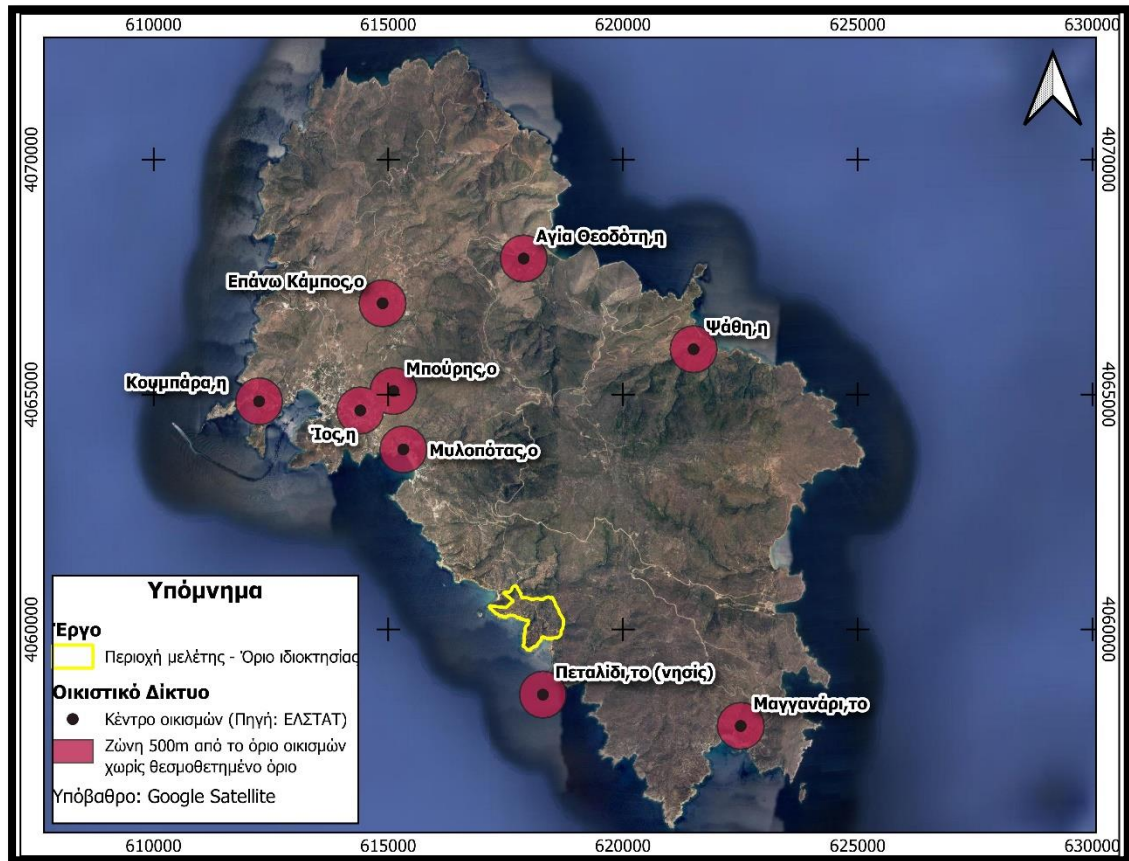 610000 615000 620000 625000 630000
4070000 4070000
Αγία Θεοδότη,η
Επάνω Κάμπος,ο
Ψάθη,η
Μπούρης,ο
Κουμπάρα,η
4065000 4065000
Ίος,η
Μυλοπότας,ο
Υπόμνημα
Έργο
Περιοχή μελέτης - Όριο ιδιοκτησίας
Οικιστικό Δίκτυο
Κέντρο οικισμών (Πηγή: ΕΛΣΤΑΤ)
Ζώνη 500m από το όριο οικισμών
χωρίς θεσμοθετημένο όριο
Υπόβαθρο: Google Satellite
4060000 4060000
Πεταλίδι,το (νησίς)
Μαγγανάρι,το
610000 615000 620000 625000 630000